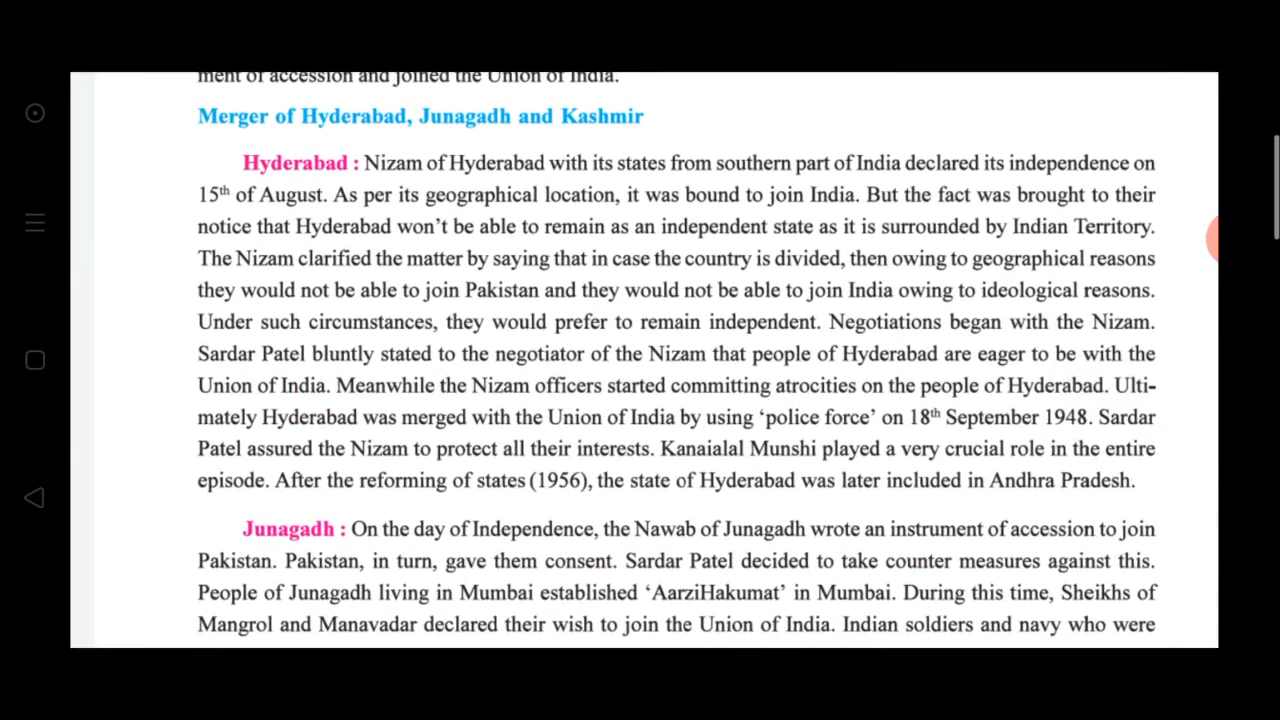 ment of accession and joined the Union of India.
Merger of Hyderabad, Junagadh and Kashmir
Hyderabad : Nizam of Hyderabad with its states from southern part of India declared its independence on
15th of August. As per its geographical location, it was bound to join India. But the fact was brought to their
notice that Hyderabad won't be able to remain as an independent state as it is surrounded by Indian Territory.
The Nizam clarified the matter by saying that in case the country is divided, then owing to geographical reasons
they would not be able to join Pakistan and they would not be able to join India owing to ideological reasons.
Under such circumstances, they would prefer to remain independent. Negotiations began with the Nizam.
Sardar Patel bluntly stated to the negotiator of the Nizam that people of Hyderabad are eager to be with the
Union of India. Meanwhile the Nizam officers started committing atrocities on the people of Hyderabad. Ulti-
mately Hyderabad was merged with the Union of India by using 'police force' on 18th September 1948. Sardar
Patel assured the Nizam to protect all their interests. Kanaialal Munshi played a very crucial role in the entire
episode. After the reforming of states (1956), the state of Hyderabad was later included in Andhra Pradesh.
Junagadh : On the day of Independence, the Nawab of Junagadh wrote an instrument of accession to join
Pakistan. Pakistan, in turn, gave them consent. Sardar Patel decided to take counter measures against this.
People of Junagadh living in Mumbai established 'AarziHakumat' in Mumbai. During this time, Sheikhs of
Mangrol and Manavadar declared their wish to join the Union of India. Indian soldiers and navy who were